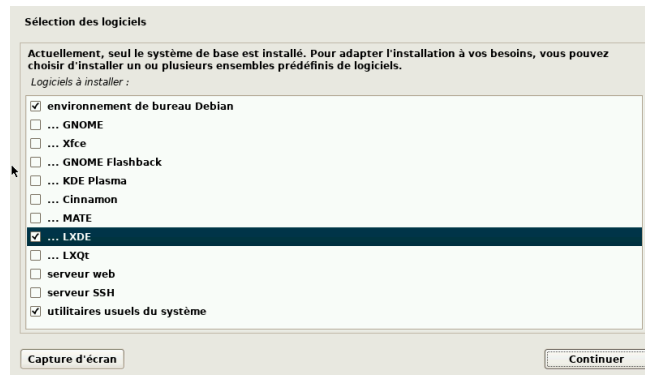 Sélection des logiciels
Actuellement, seul le système de base est installé. Pour adapter l'installation à vos besoins, vous pouvez
choisir d'installer un ou plusieurs ensembles prédéfinis de logiciels.
Logiciels à installer :
environnement de bureau Debian
... GNOME
... Xfce
... GNOME Flashback
... KDE Plasma
... Cinnamon
... MATE
... LXDE
... LXQt
serveur web
serveur SSH
utilitaires usuels du système
Capture d'écran
Continuer